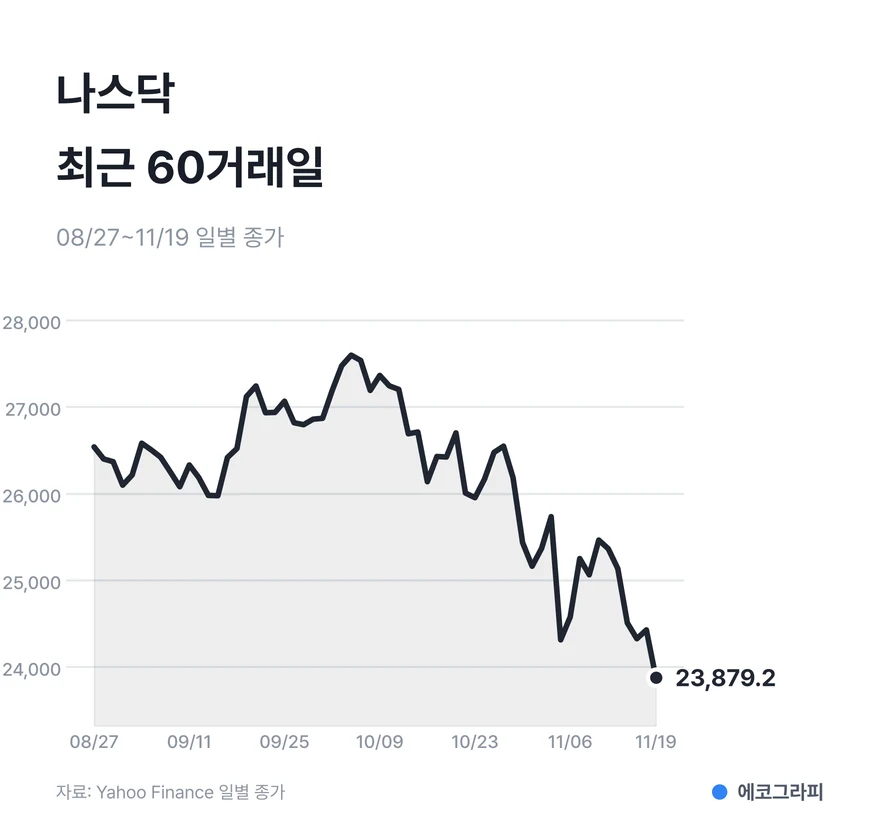 나스닥
최근 60거래일
08/27~11/19 일별 종가
28,000
27,000
26,000
25,000
24,000
23,879.2
08/27 09/11 09/25 10/09 10/23 11/06 11/19
자료: Yahoo Finance 일별 종가
에코그라피